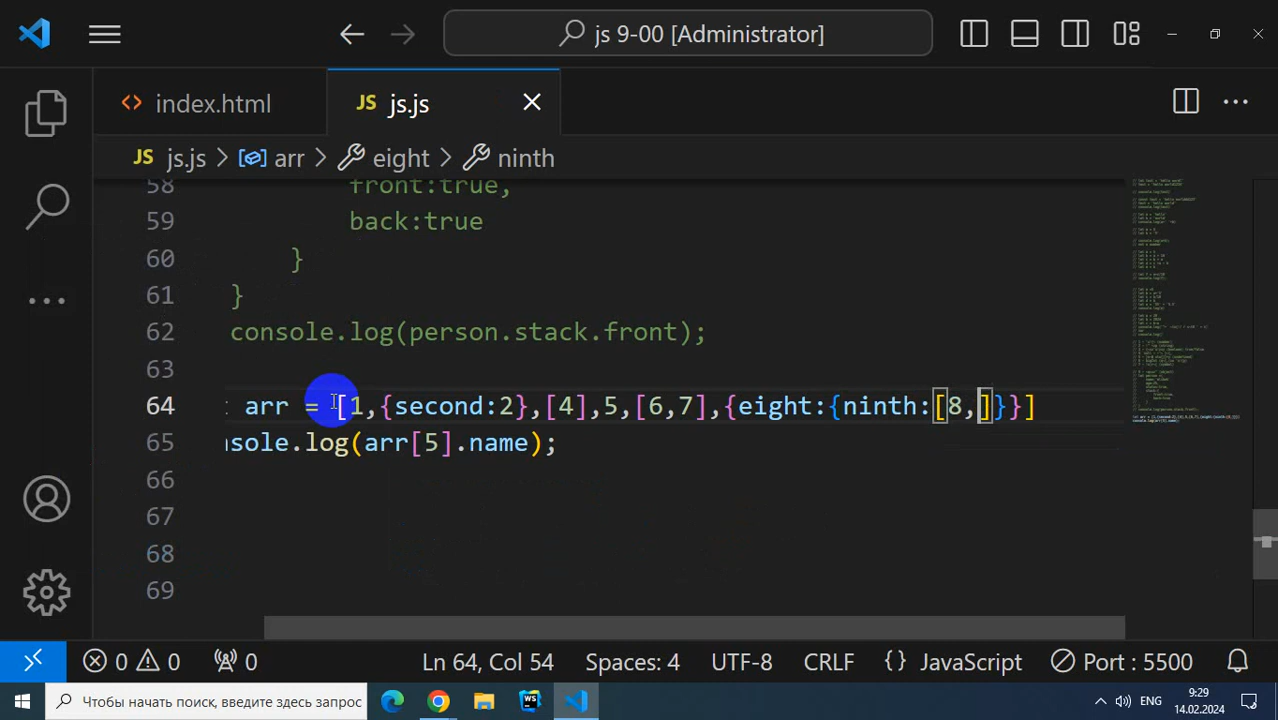 js 9-00 [Administrator]
index.html
JS js.js
JS js.js > arr > eight > ninth
58 front:true,
59 back:true
60 }
61 }
62 console.log(person.stack.front);
63
64 arr = [1,{second:2},[4],5,[6,7],{eight:{ninth:[8,]}}]
65 nsole.log(arr[5].name);
66
67
68
69
0 0 0 Ln 64, Col 54 Spaces: 4 UTF-8 CRLF {} JavaScript Port : 5500
Чтобы начать поиск, введите здесь запрос WS ENG 9:29
14.02.2024